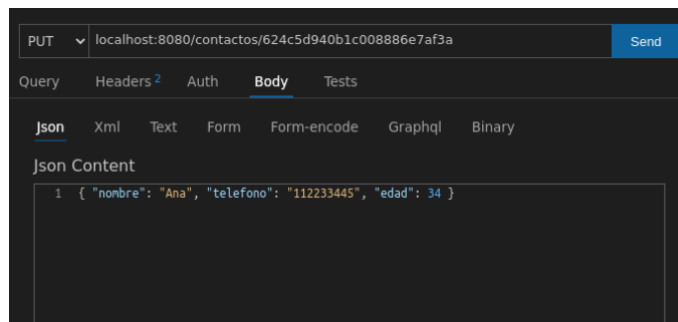 PUT localhost:8080/contactos/624c5d940b1c008886e7af3a Send
Query Headers 2 Auth Body Tests
Json Xml Text Form Form-encode Graphql Binary
Json Content
1 { "nombre": "Ana", "telefono": "112233445", "edad": 34 }